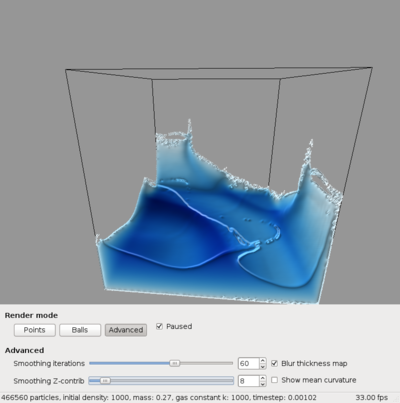 Render mode
Points Balls Advanced Paused
Advanced
Smoothing iterations 60 Blur thickness map
Smoothing Z-contrib 8 Show mean curvature
466560 particles, initial density: 1000, mass: 0.27, gas constant k: 1000, timestep: 0.00102 33.00 fps